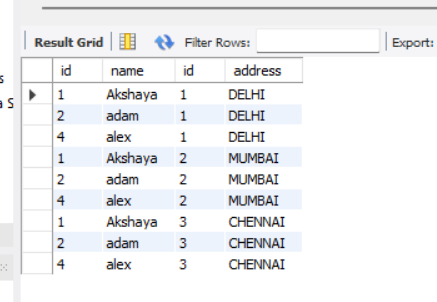 Result Grid Filter Rows: Export:
id name id address
1 Akshaya 1 DELHI
2 adam 1 DELHI
4 alex 1 DELHI
1 Akshaya 2 MUMBAI
2 adam 2 MUMBAI
4 alex 2 MUMBAI
1 Akshaya 3 CHENNAI
2 adam 3 CHENNAI
4 alex 3 CHENNAI